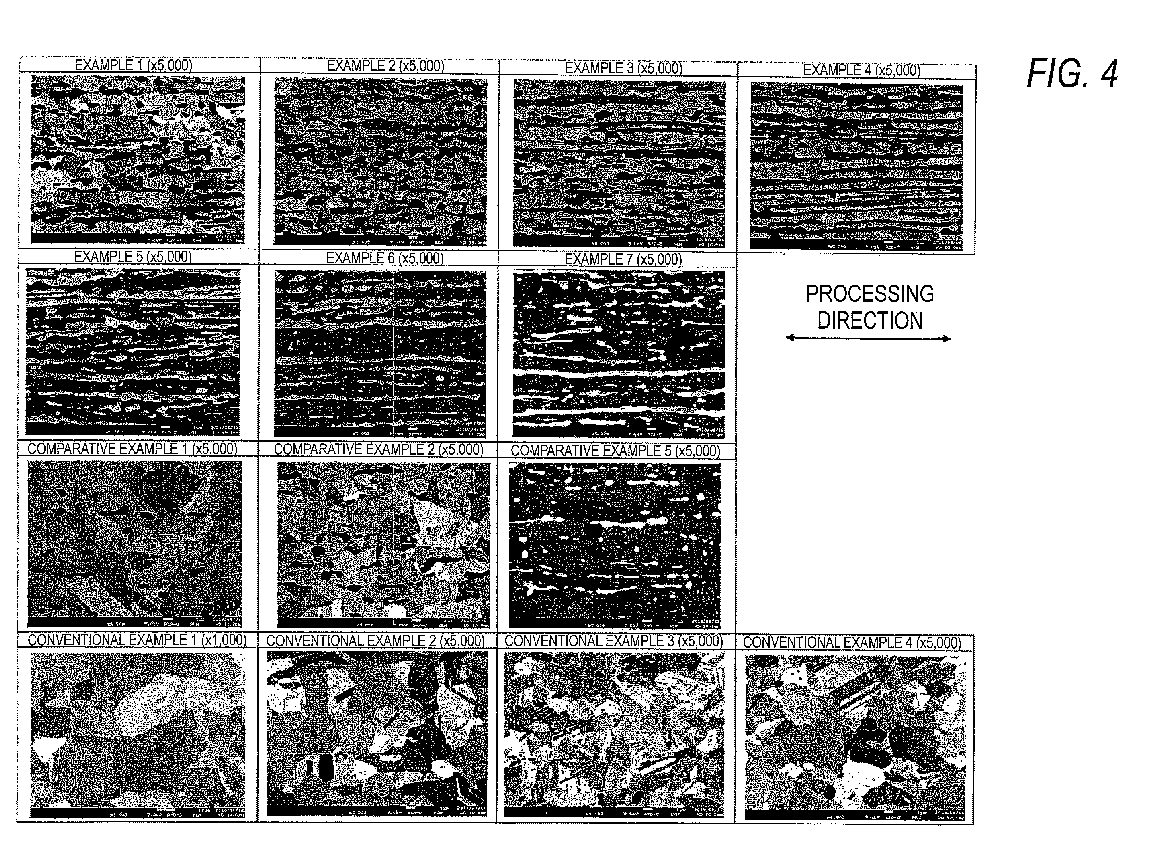 FIG. 4
EXAMPLE 1 (x5,000)
EXAMPLE 2 (x5,000)
EXAMPLE 3 (x5,000)
EXAMPLE 4 (x5,000)
EXAMPLE 5 (x5,000)
EXAMPLE 6 (x5,000)
EXAMPLE 7 (x5,000)
PROCESSING
DIRECTION
COMPARATIVE EXAMPLE 1 (x5,000)
COMPARATIVE EXAMPLE 2 (x5,000)
COMPARATIVE EXAMPLE 5 (x5,000)
CONVENTIONAL EXAMPLE 1 (x1,000)
CONVENTIONAL EXAMPLE 2 (x5,000)
CONVENTIONAL EXAMPLE 3 (x5,000)
CONVENTIONAL EXAMPLE 4 (x5,000)